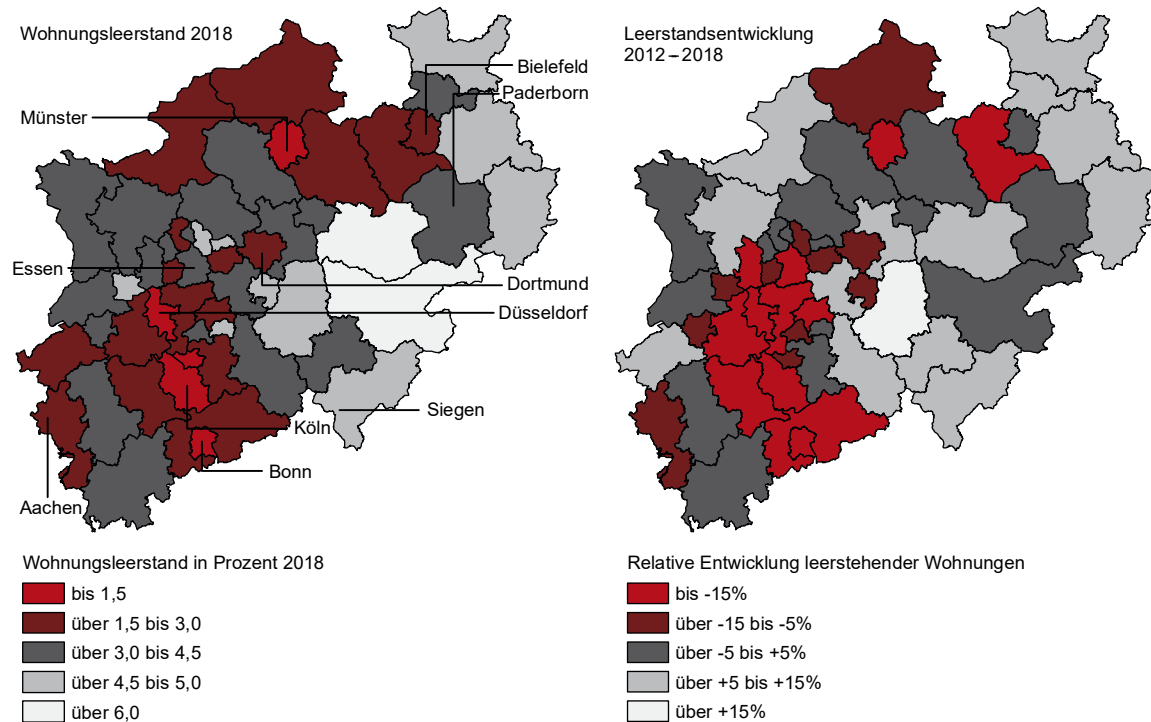 Wohnungsleerstand 2018
Bielefeld
Paderborn
Münster
Essen
Dortmund
Düsseldorf
Siegen
Köln
Bonn
Aachen
Wohnungsleerstand in Prozent 2018
bis 1,5
über 1,5 bis 3,0
über 3,0 bis 4,5
über 4,5 bis 5,0
über 6,0
Leerstandsentwicklung
2012 – 2018
Relative Entwicklung leerstehender Wohnungen
bis -15%
über -15 bis -5%
über -5 bis +5%
über +5 bis +15%
über +15%